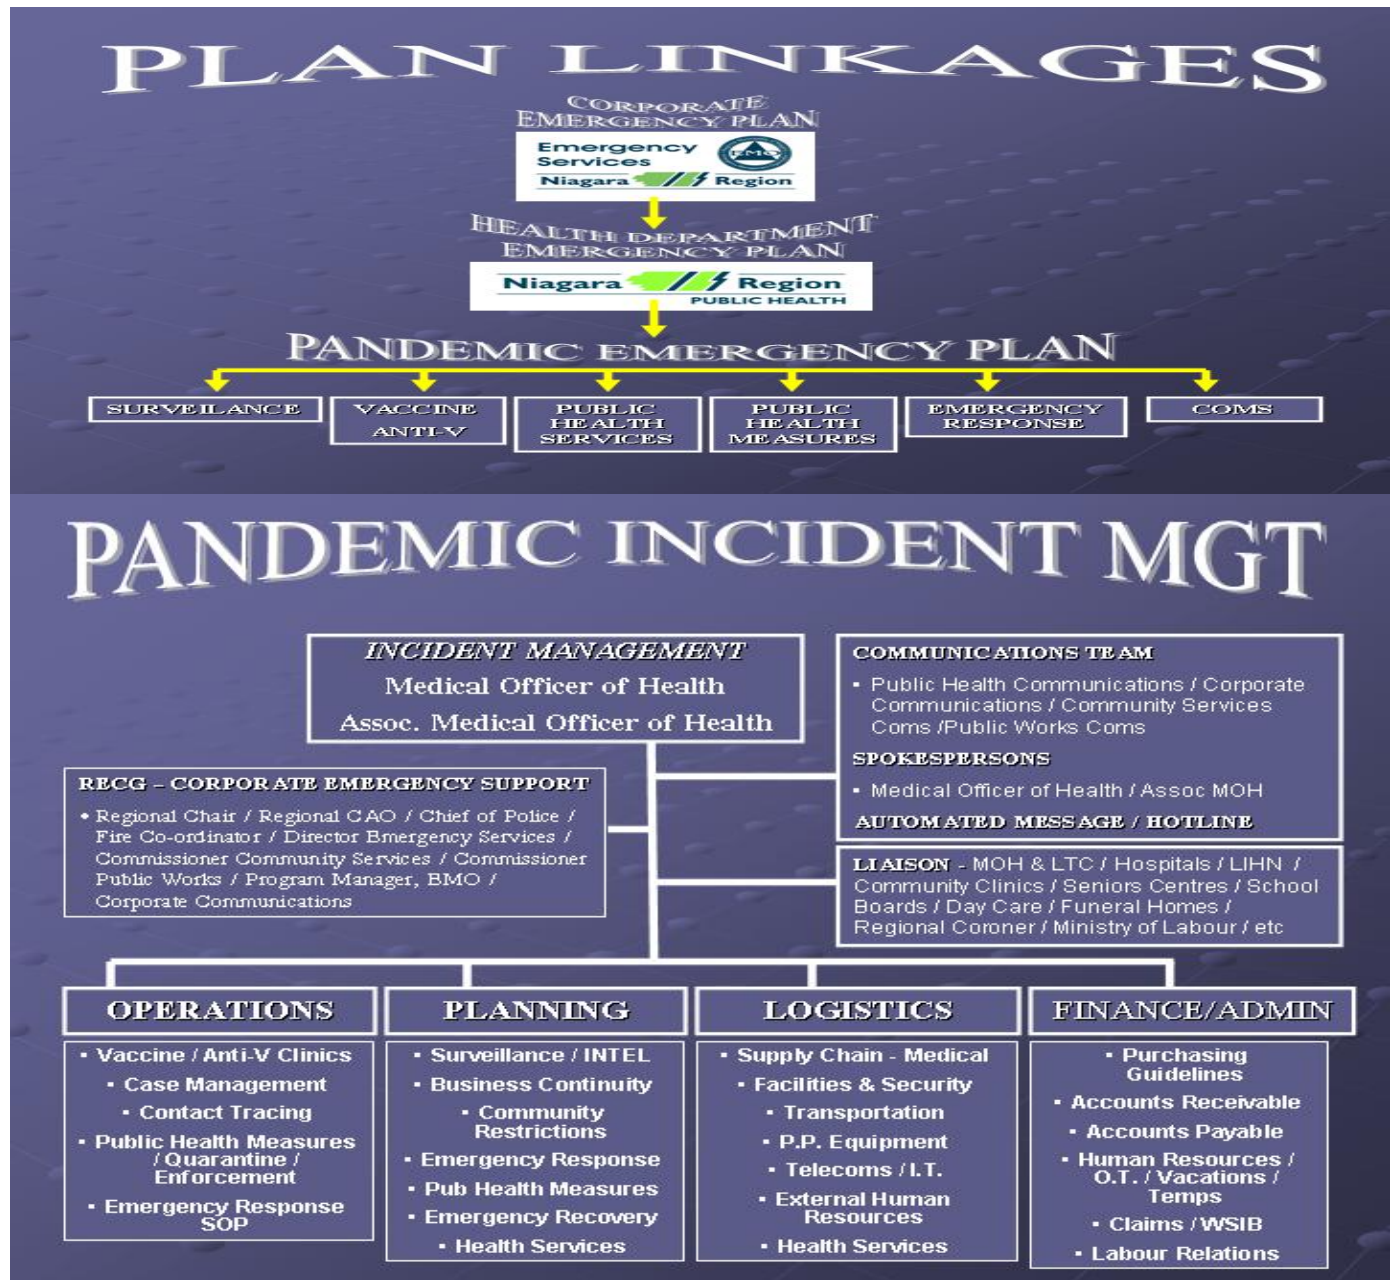 PLAN LINKAGES
CORPORATE
EMERGENCY PLAN
Emergency
Services
EMO
Niagara Region
HEALTH DEPARTMENT
EMERGENCY PLAN
Niagara Region
PUBLIC HEALTH
PANDEMIC EMERGENCY PLAN
SURVEILANCE
VACCINE
ANTI-V
PUBLIC
HEALTH
SERVICES
PUBLIC
HEALTH
MEASURES
EMERGENCY
RESPONSE
COMS
PANDEMIC INCIDENT MGT
INCIDENT MANAGEMENT
Medical Officer of Health
Assoc. Medical Officer of Health
COMMUNICATIONS TEAM
▪ Public Health Communications / Corporate
Communications / Community Services
Coms /Public Works Coms
SPOKESPERSONS
▪ Medical Officer of Health / Assoc MOH
AUTOMATED MESSAGE / HOTLINE
RECG – CORPORATE EMERGENCY SUPPORT
• Regional Chair / Regional CAO / Chief of Police /
Fire Co-ordinator / Director Emergency Services /
Commissioner Community Services / Commissioner
Public Works / Program Manager, EMO /
Corporate Communications
LIAISON - MOH & LTC / Hospitals / LIHN /
Community Clinics / Seniors Centres / School
Boards / Day Care / Funeral Homes /
Regional Coroner / Ministry of Labour / etc
OPERATIONS
▪ Vaccine / Anti-V Clinics
▪ Case Management
▪ Contact Tracing
▪ Public Health Measures
/ Quarantine /
Enforcement
▪ Emergency Response
SOP
PLANNING
▪ Surveillance / INTEL
▪ Business Continuity
▪ Community
Restrictions
▪ Emergency Response
▪ Pub Health Measures
▪ Emergency Recovery
▪ Health Services
LOGISTICS
▪ Supply Chain - Medical
▪ Facilities & Security
▪ Transportation
▪ P.P. Equipment
▪ Telecoms / I.T.
▪ External Human
Resources
▪ Health Services
FINANCE/ADMIN
▪ Purchasing
Guidelines
▪ Accounts Receivable
▪ Accounts Payable
▪ Human Resources /
O.T. / Vacations /
Temps
▪ Claims / WSIB
▪ Labour Relations